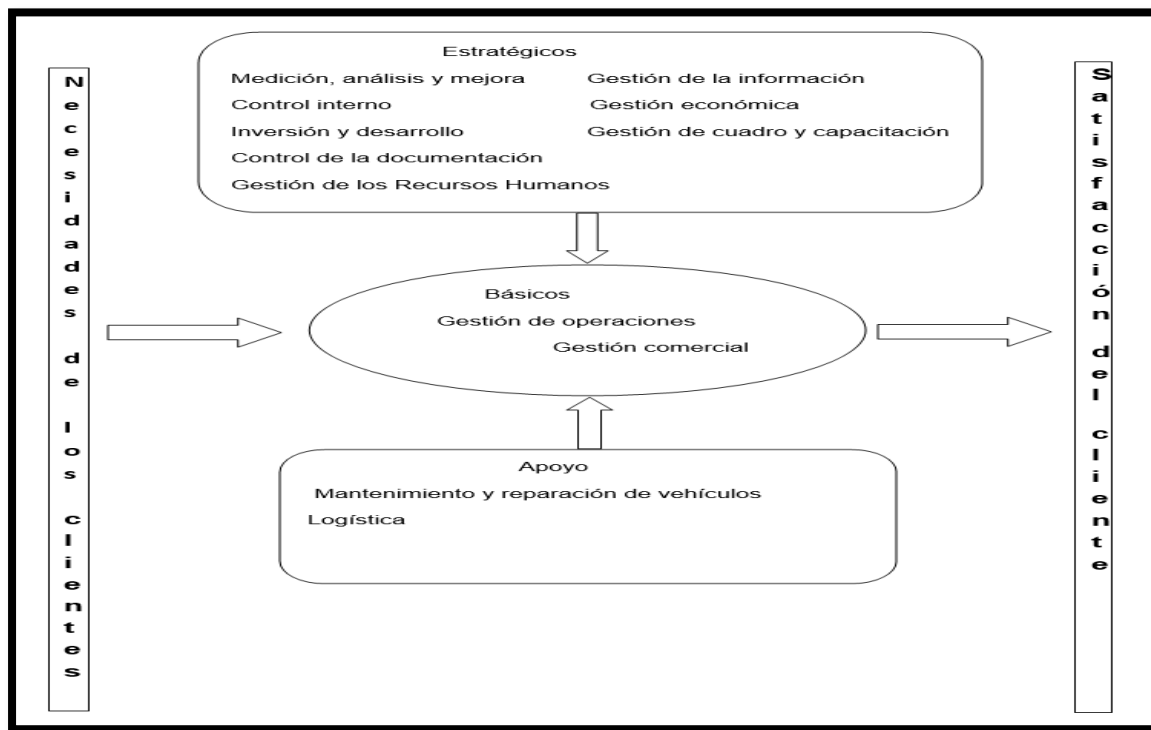 Necesidades de los clientes
Estratégicos
Medición, análisis y mejora
Gestión de la información
Control interno
Gestión económica
Inversión y desarrollo
Gestión de cuadro y capacitación
Control de la documentación
Gestión de los Recursos Humanos
Básicos
Gestión de operaciones
Gestión comercial
Apoyo
Mantenimiento y reparación de vehículos
Logística
Satisfacción del cliente